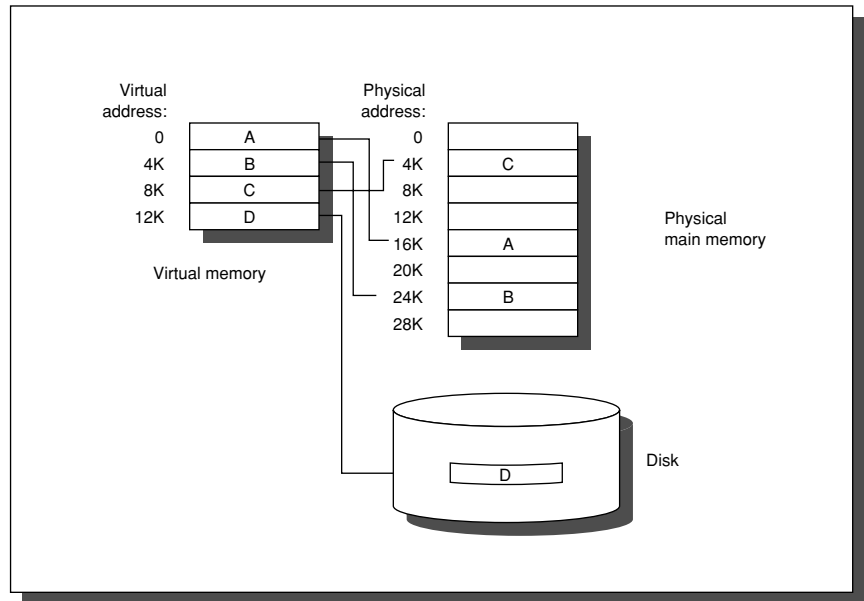 Virtual
address:
0
A
4K
B
8K
C
12K
D
Virtual memory
Physical
address:
0
4K
C
8K
12K
16K
A
20K
24K
B
28K
Physical
main memory
D
Disk